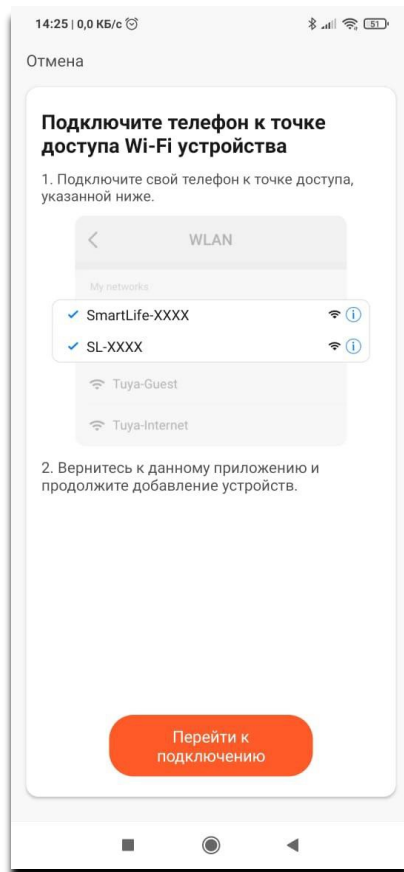 14:25 | 0,0 КБ/с
51
Отмена
Подключите телефон к точке
доступа Wi-Fi устройства
1. Подключите свой телефон к точке доступа,
указанной ниже.
WLAN
My networks
SmartLife-XXXX
SL-XXXX
Tuya-Guest
Tuya-Internet
2. Вернитесь к данному приложению и
продолжите добавление устройств.
Перейти к
подключению